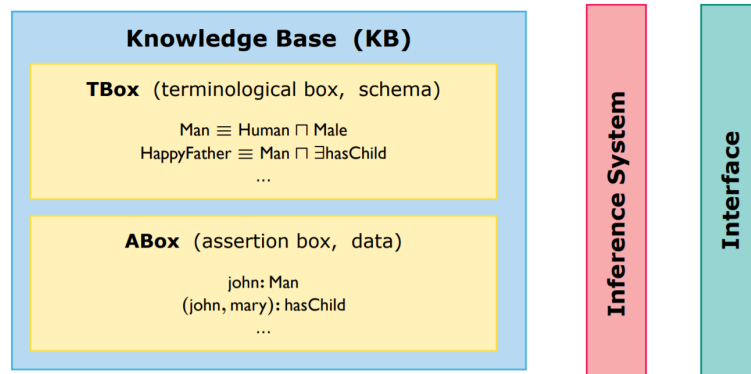 Knowledge Base (KB)
TBox (terminological box, schema)
Man ≡ Human ⊓ Male
HappyFather ≡ Man ⊓ ∃hasChild
...
ABox (assertion box, data)
john: Man
(john, mary): hasChild
...
Inference System
Interface